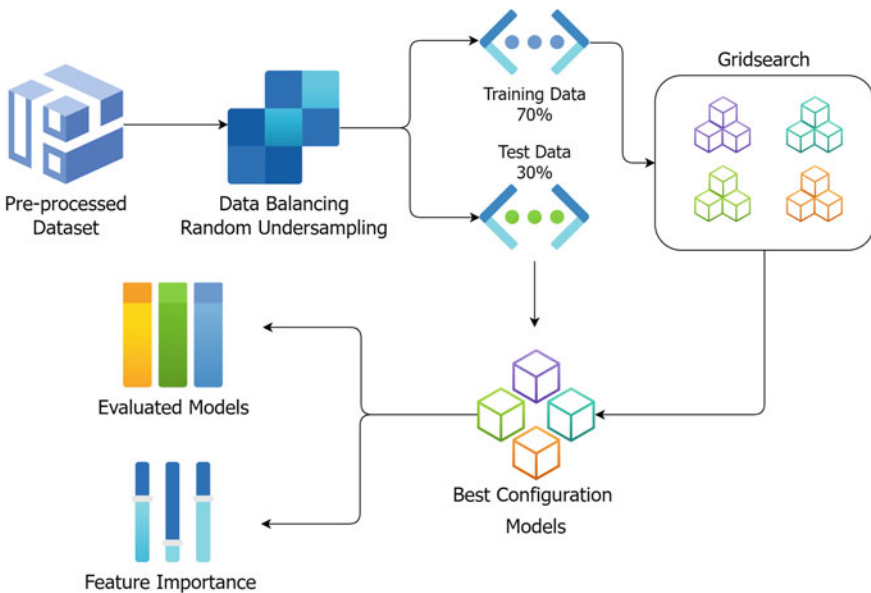 Pre-processed
Dataset
Data Balancing
Random Undersampling
Training Data
70%
Test Data
30%
Gridsearch
Best Configuration
Models
Evaluated Models
Feature Importance